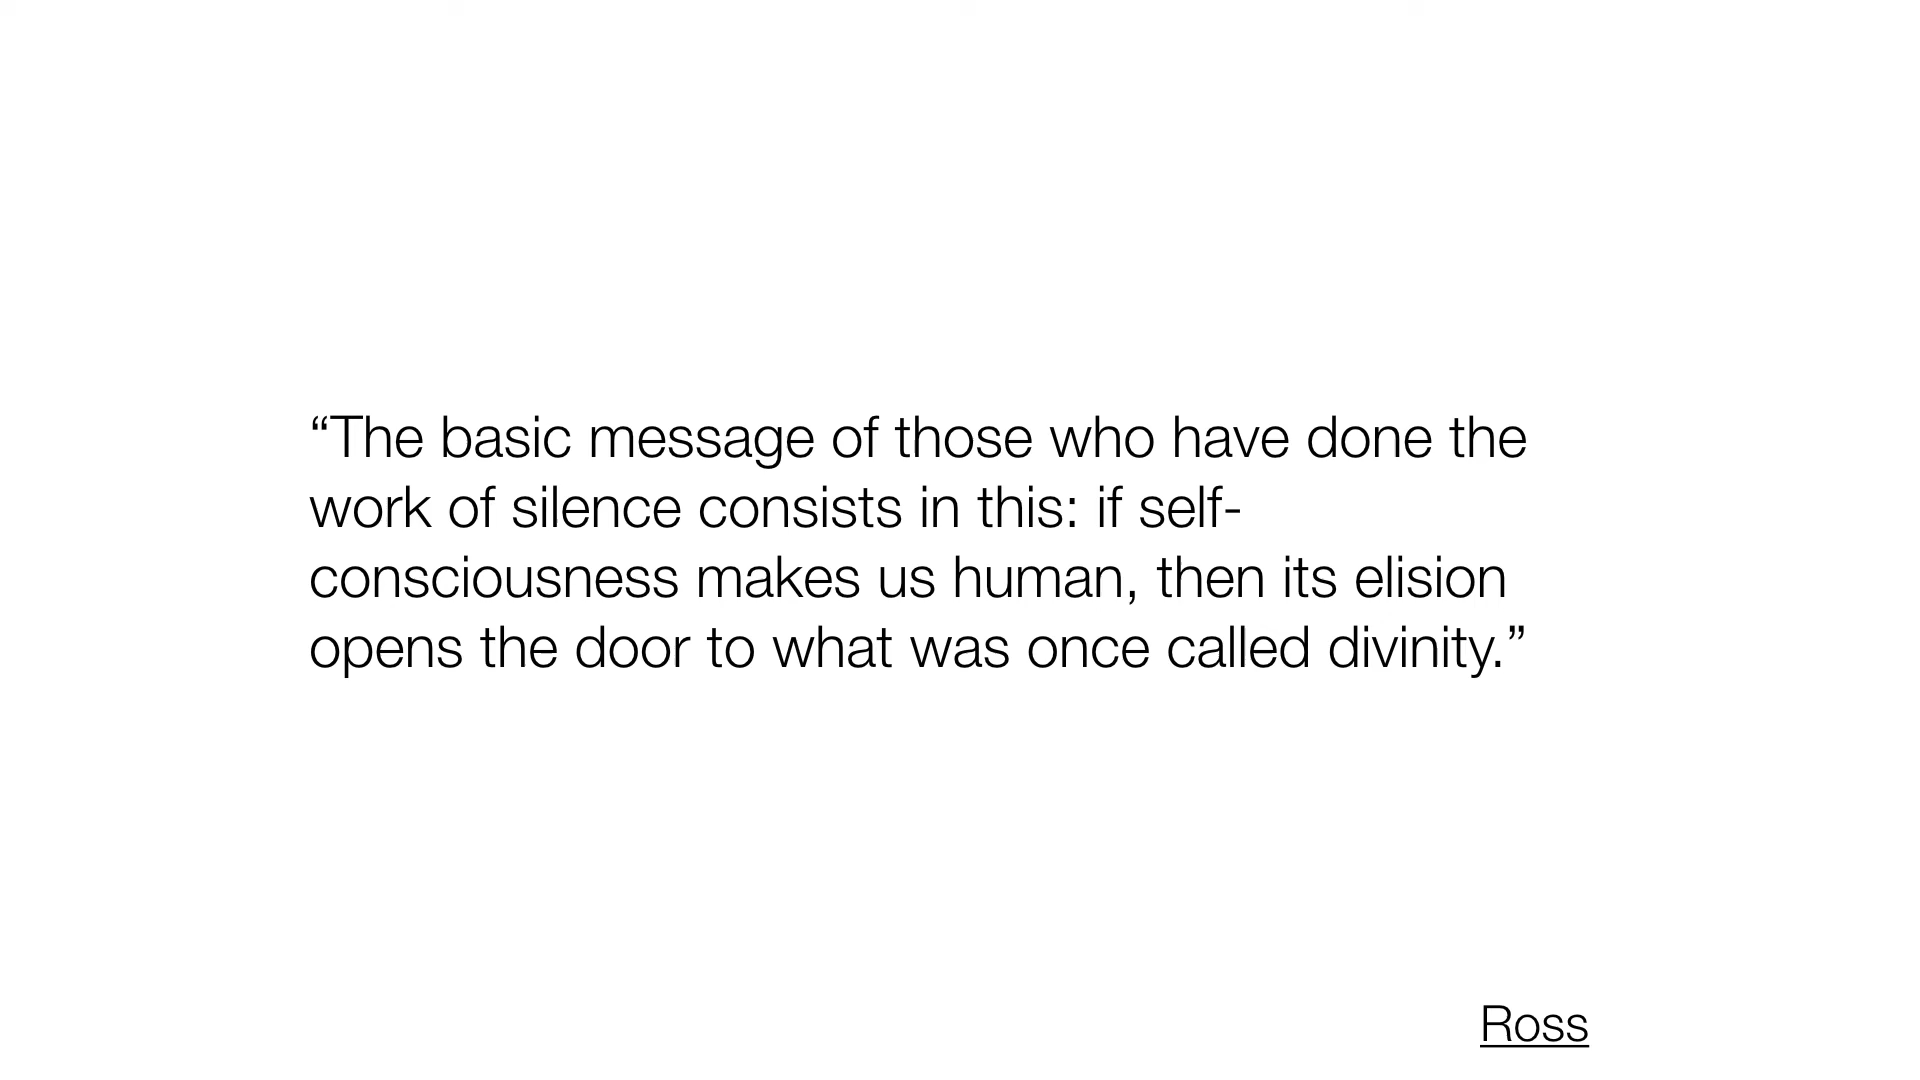 “The basic message of those who have done the
work of silence consists in this: if self-
consciousness makes us human, then its elision
opens the door to what was once called divinity.”
Ross